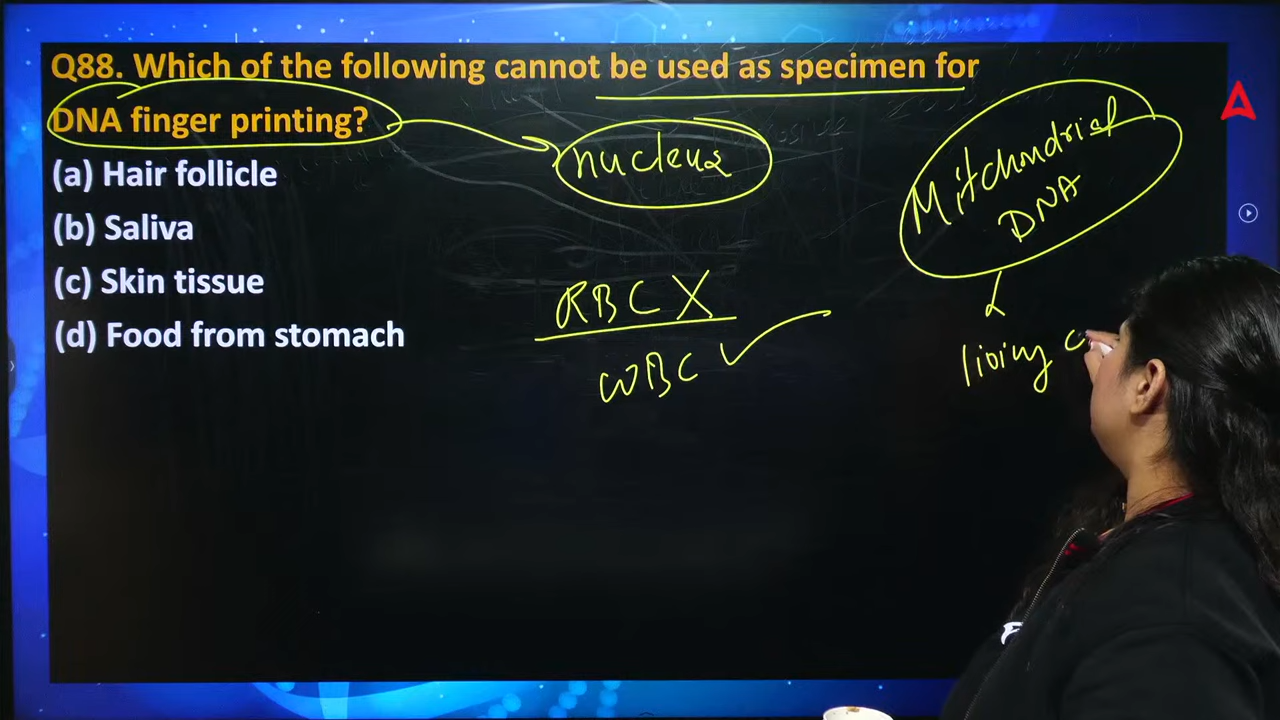 Q88. Which of the following cannot be used as specimen for
DNA finger printing?
(a) Hair follicle
(b) Saliva
(c) Skin tissue
(d) Food from stomach
nucleus
RBC X
WBC ✓
Mitchondrial
DNA
living c